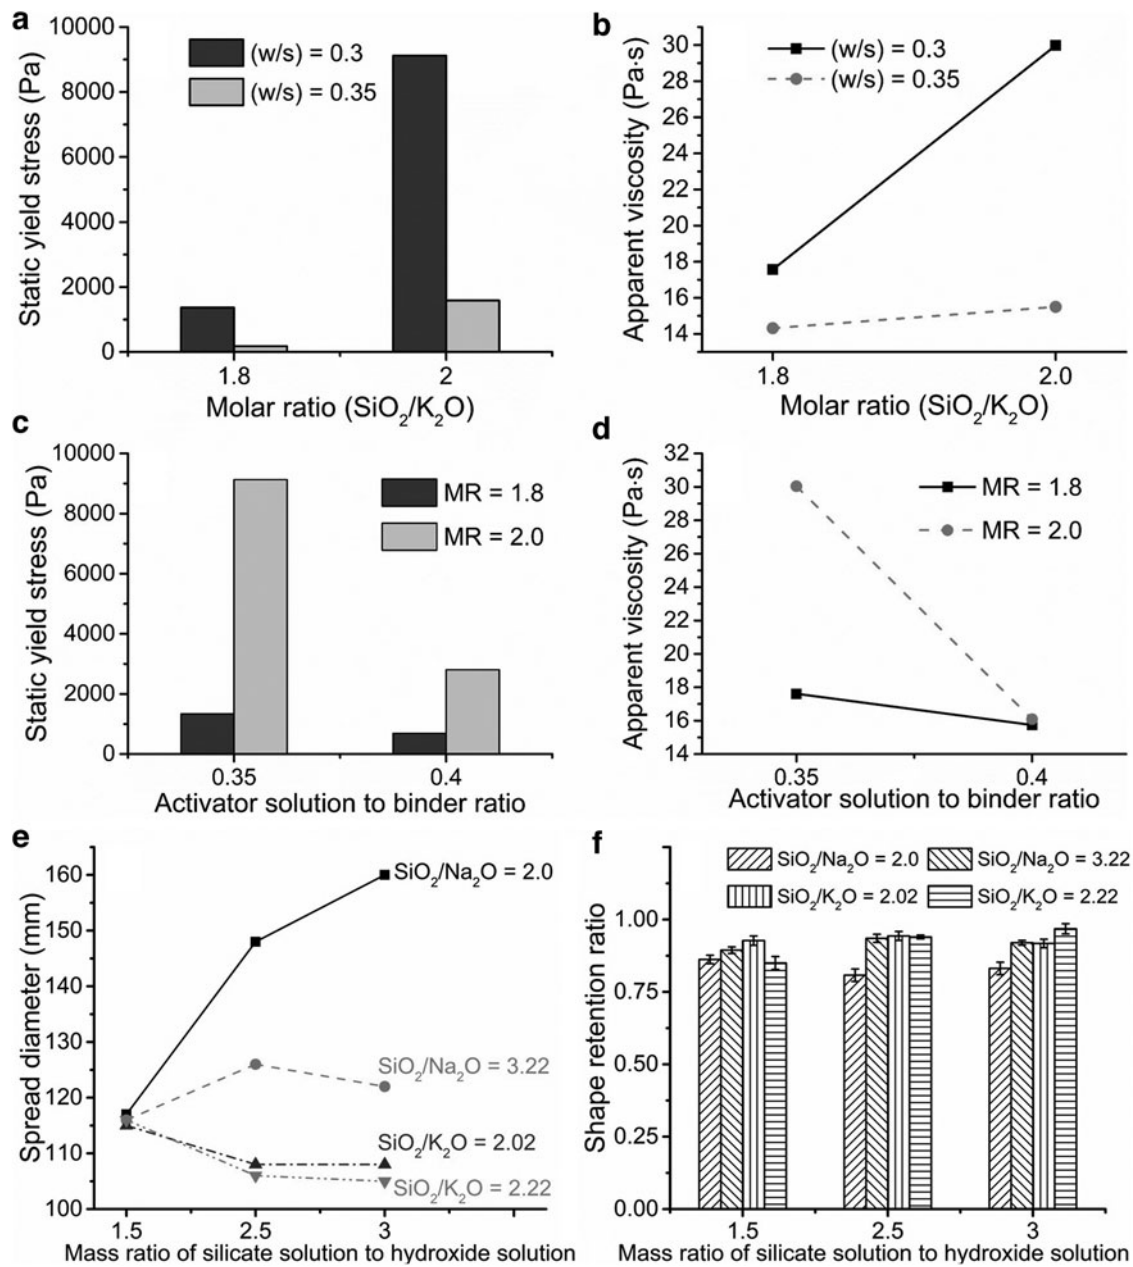 a
Static yield stress (Pa)
10000
8000
6000
4000
2000
0
(w/s) = 0.3
(w/s) = 0.35
1.8
2
Molar ratio (SiO₂/K₂O)
b
Apparent viscosity (Pa·s)
30
28
26
24
22
20
18
16
14
(w/s) = 0.3
(w/s) = 0.35
1.8
2.0
Molar ratio (SiO₂/K₂O)
c
Static yield stress (Pa)
10000
8000
6000
4000
2000
0
MR = 1.8
MR = 2.0
0.35
0.4
Activator solution to binder ratio
d
Apparent viscosity (Pa·s)
32
30
28
26
24
22
20
18
16
14
MR = 1.8
MR = 2.0
0.35
0.4
Activator solution to binder ratio
e
Spread diameter (mm)
160
150
140
130
120
110
100
SiO₂/Na₂O = 2.0
SiO₂/Na₂O = 3.22
SiO₂/K₂O = 2.02
SiO₂/K₂O = 2.22
1.5
2.5
3
Mass ratio of silicate solution to hydroxide solution
f
Shape retention ratio
1.00
0.75
0.50
0.25
0.00
SiO₂/Na₂O = 2.0
SiO₂/Na₂O = 3.22
SiO₂/K₂O = 2.02
SiO₂/K₂O = 2.22
1.5
2.5
3
Mass ratio of silicate solution to hydroxide solution